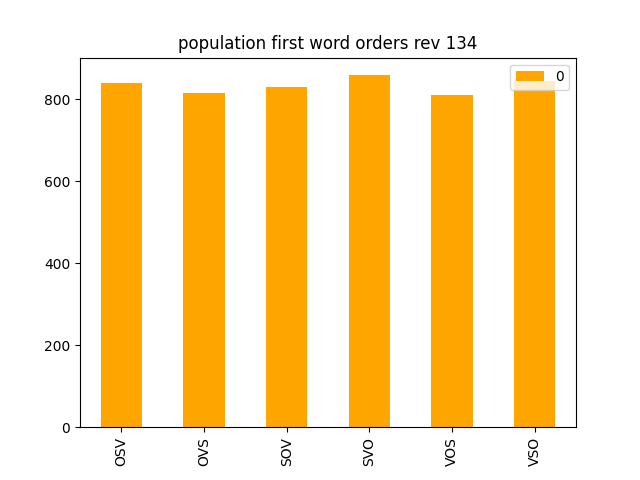 population first word orders rev 134
0
800
600
400
200
0
OSV
OVS
SOV
SVO
VOS
VSO